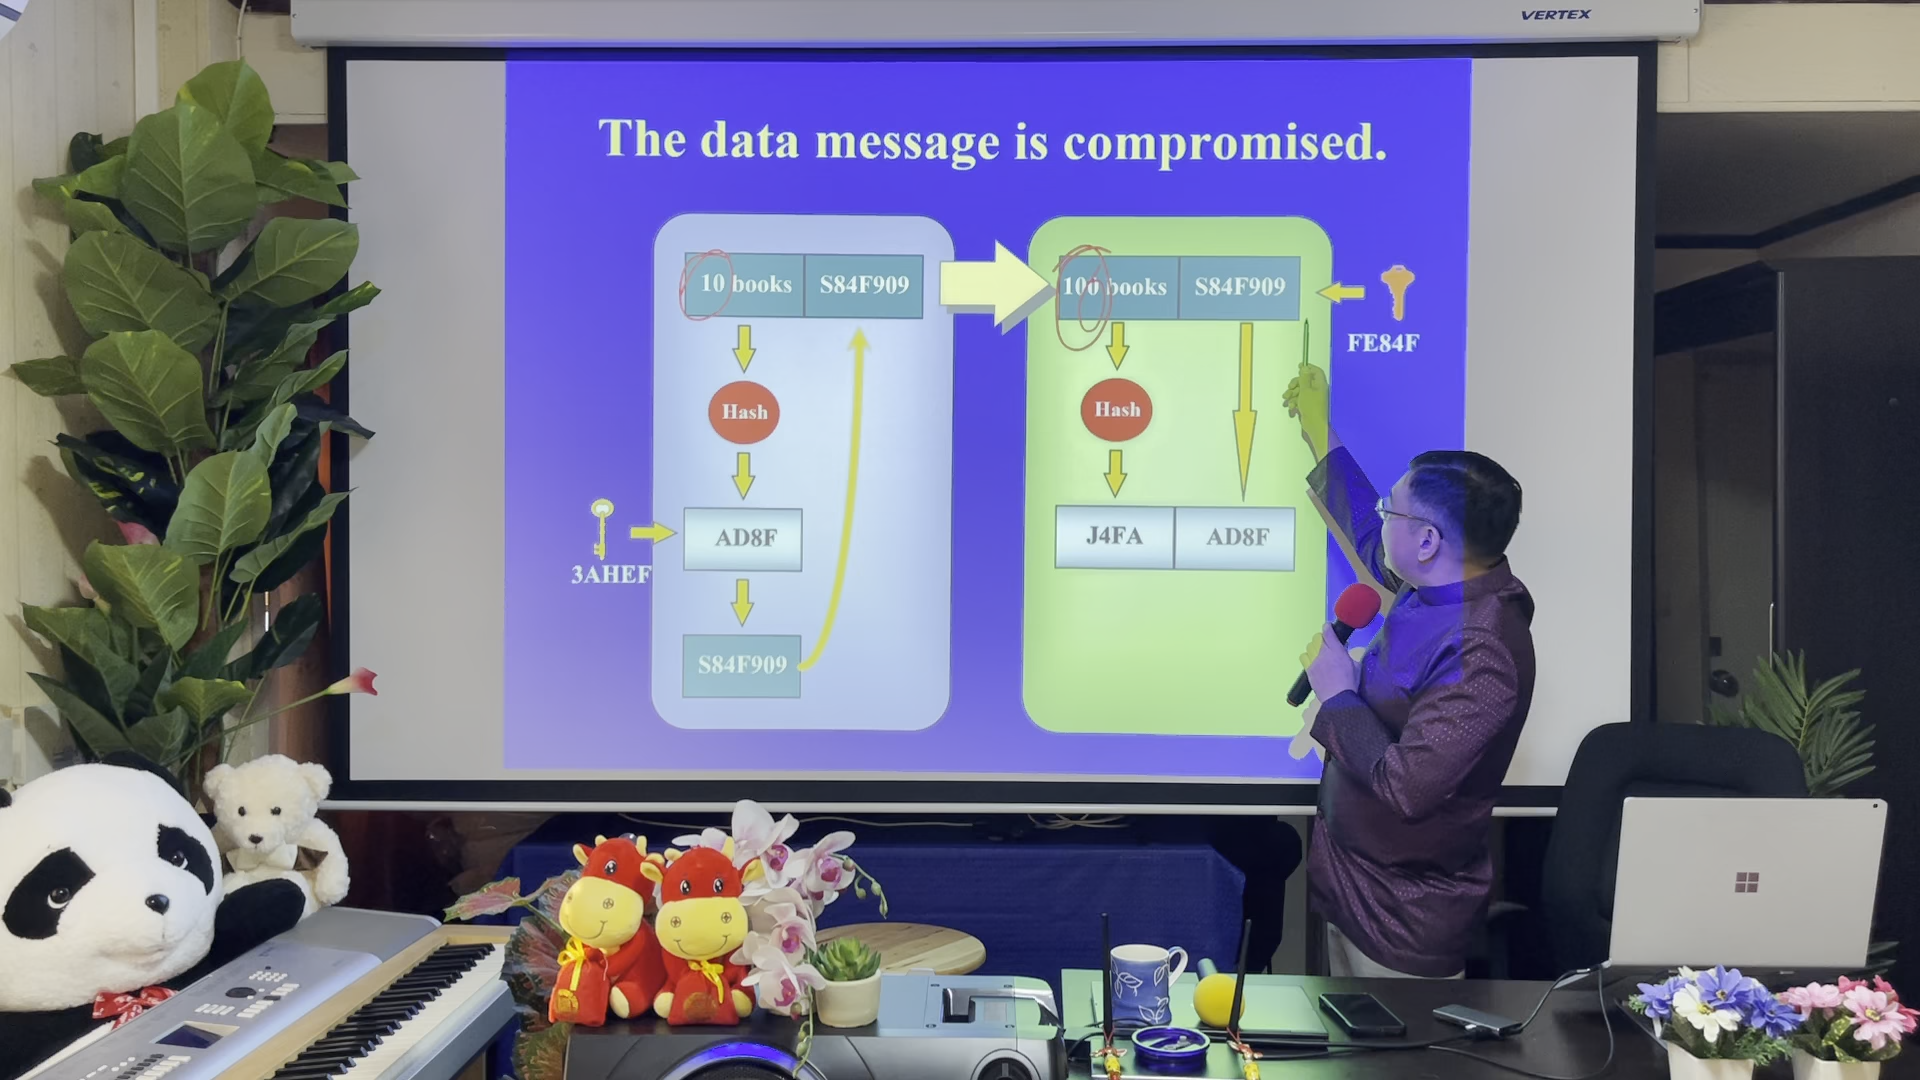 VERTEX
The data message is compromised.
10 books S84F909
100 books S84F909
FE84F
Hash
Hash
3AHEF
AD8F
J4FA AD8F
S84F909